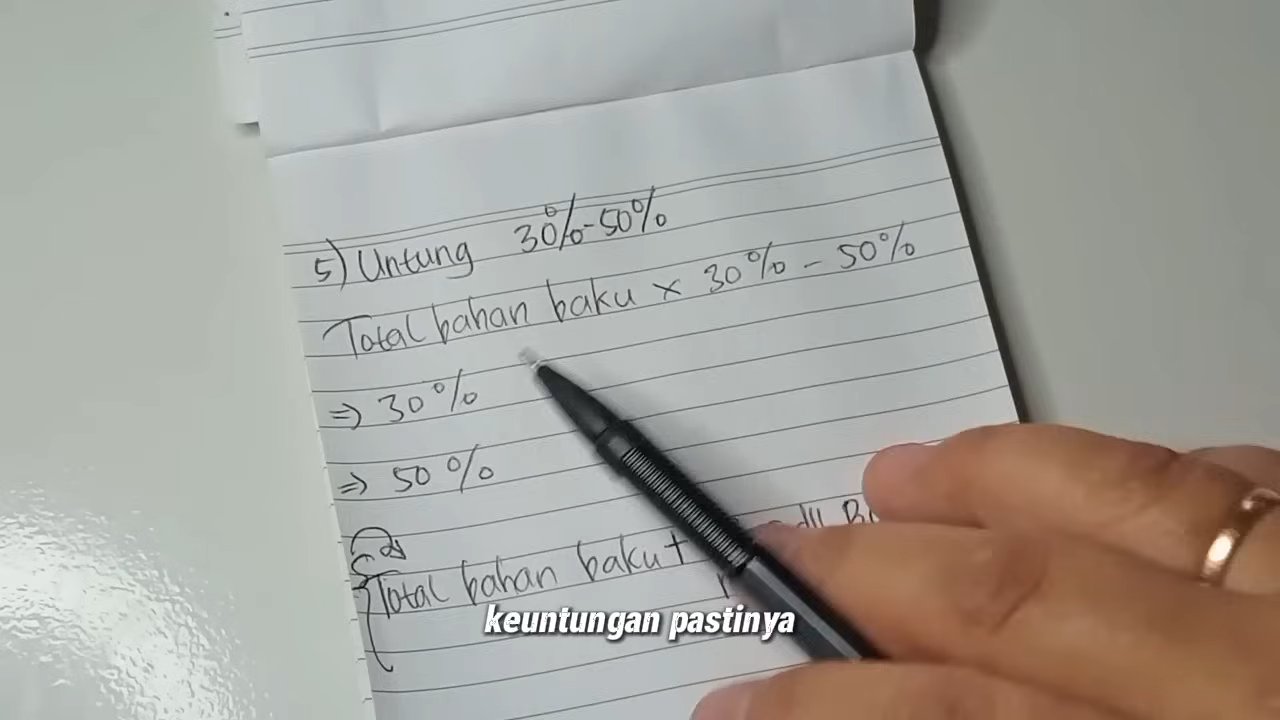 5) Untung 30%-50%
Total bahan baku x 30% - 50%
=> 30%
=> 50%
Total bahan baku +
keuntungan pastinya